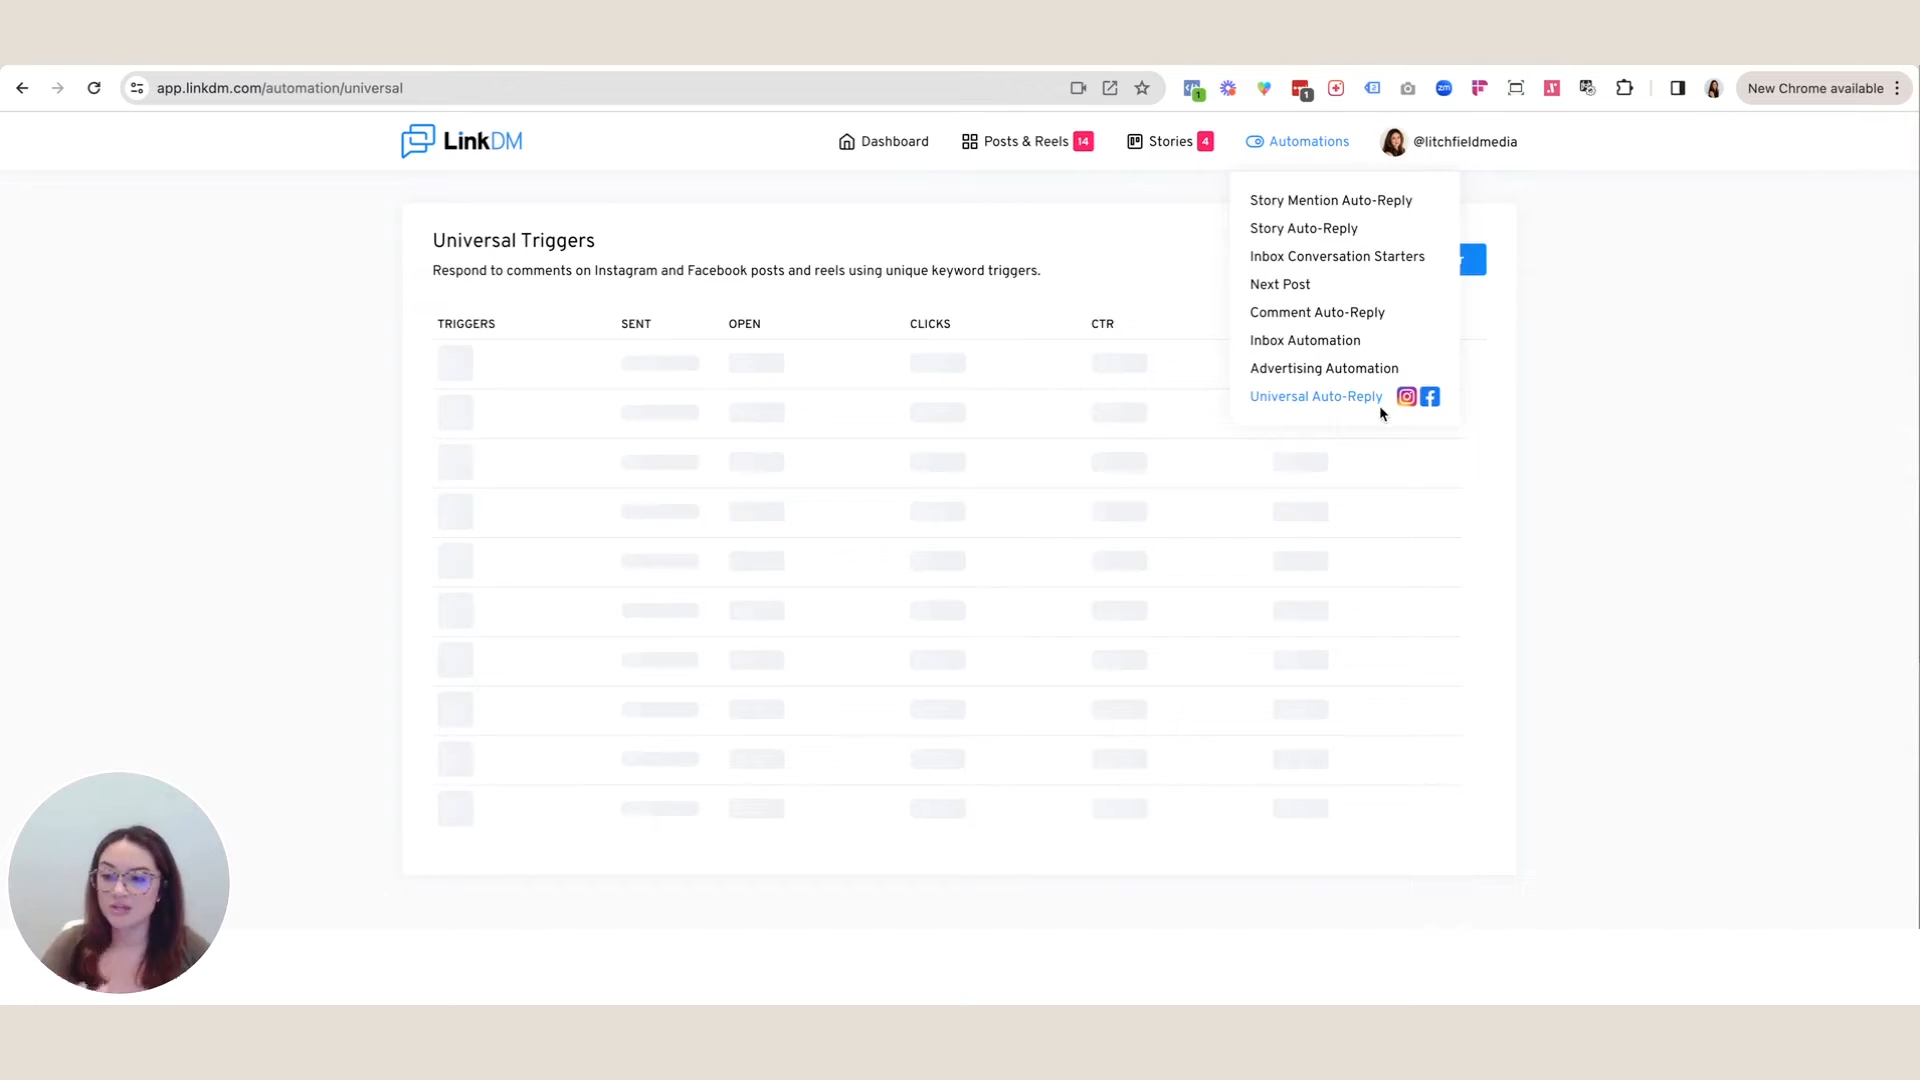 app.linkdm.com/automation/universal
1
1
zm
New Chrome available
LinkDM
Dashboard
Posts & Reels 14
Stories 4
Automations
@litchfieldmedia
Story Mention Auto-Reply
Story Auto-Reply
Inbox Conversation Starters
Next Post
Comment Auto-Reply
Inbox Automation
Advertising Automation
Universal Auto-Reply
Universal Triggers
Respond to comments on Instagram and Facebook posts and reels using unique keyword triggers.
TRIGGERS SENT OPEN CLICKS CTR